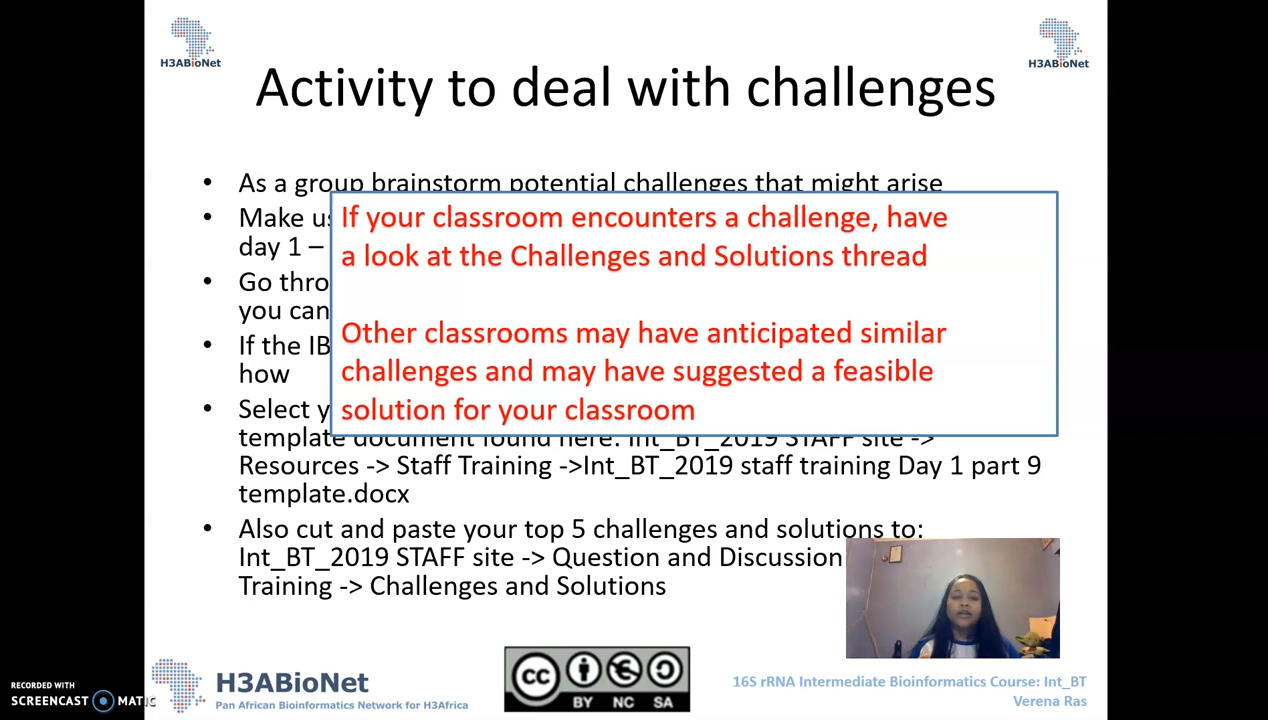 H3ABioNet
H3ABioNet
Activity to deal with challenges
• As a group brainstorm potential challenges that might arise
• Make us
day 1 –
• Go thro
you can
• If the IB
how
• Select y
template document found here: Int_BT_2019 STAFF site ->
Resources -> Staff Training ->Int_BT_2019 staff training Day 1 part 9
template.docx
• Also cut and paste your top 5 challenges and solutions to:
Int_BT_2019 STAFF site -> Question and Discussion
Training -> Challenges and Solutions
If your classroom encounters a challenge, have
a look at the Challenges and Solutions thread
Other classrooms may have anticipated similar
challenges and may have suggested a feasible
solution for your classroom
RECORDED WITH
SCREENCAST MATIC
H3ABioNet
Pan African Bioinformatics Network for H3Africa
CC
BY NC SA
16S rRNA Intermediate Bioinformatics Course: Int_BT
Verena Ras